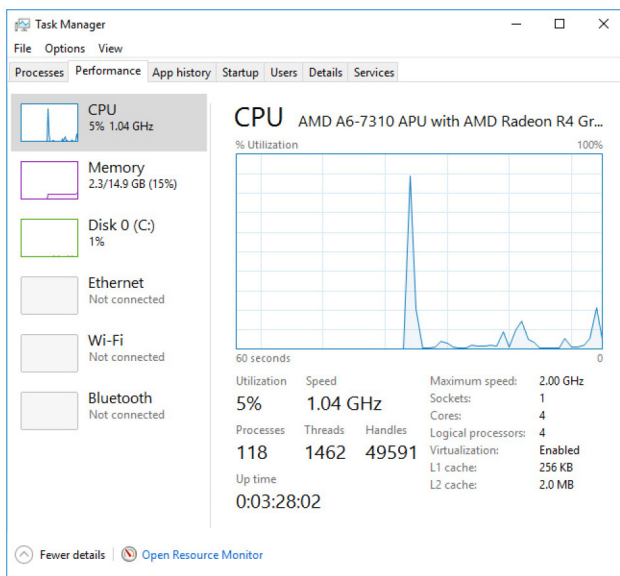 Task Manager
File Options View
Processes Performance App history Startup Users Details Services
CPU
5% 1.04 GHz
Memory
2.3/14.9 GB (15%)
Disk 0 (C:)
1%
Ethernet
Not connected
Wi-Fi
Not connected
Bluetooth
Not connected
CPU AMD A6-7310 APU with AMD Radeon R4 Gr...
% Utilization 100%
60 seconds 0
Utilization Speed
5% 1.04 GHz
Processes Threads Handles
118 1462 49591
Up time
0:03:28:02
Maximum speed: 2.00 GHz
Sockets: 1
Cores: 4
Logical processors: 4
Virtualization: Enabled
L1 cache: 256 KB
L2 cache: 2.0 MB
Fewer details Open Resource Monitor